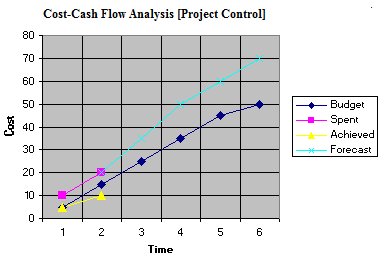 Cost-Cash Flow Analysis [Project Control]
80
70
60
50
40
30
20
10
0
Cost
1 2 3 4 5 6
Time
Budget
Spent
Achieved
Forecast